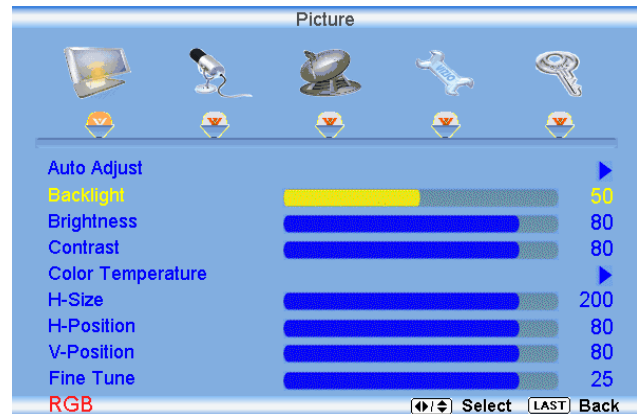 Picture
Auto Adjust
Backlight 50
Brightness 80
Contrast 80
Color Temperature
H-Size 200
H-Position 80
V-Position 80
Fine Tune 25
RGB Select LAST Back